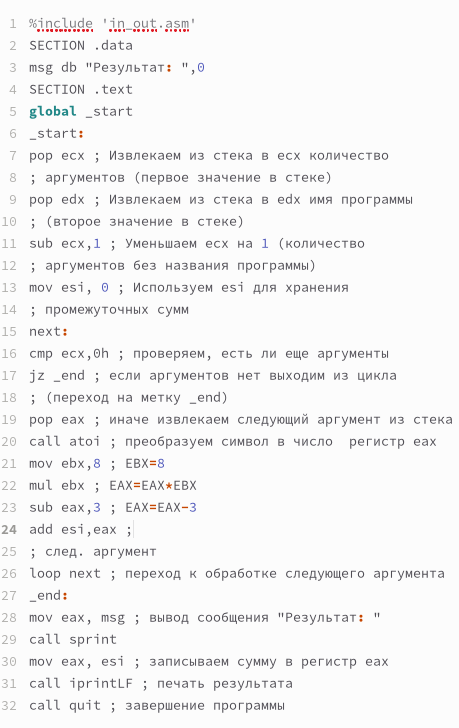 1 %include 'in_out.asm'
2 SECTION .data
3 msg db "Результат: ",0
4 SECTION .text
5 global _start
6 _start:
7 pop ecx ; Извлекаем из стека в ecx количество
8 ; аргументов (первое значение в стеке)
9 pop edx ; Извлекаем из стека в edx имя программы
10 ; (второе значение в стеке)
11 sub ecx,1 ; Уменьшаем ecx на 1 (количество
12 ; аргументов без названия программы)
13 mov esi, 0 ; Используем esi для хранения
14 ; промежуточных сумм
15 next:
16 cmp ecx,0h ; проверяем, есть ли еще аргументы
17 jz _end ; если аргументов нет выходим из цикла
18 ; (переход на метку _end)
19 pop eax ; иначе извлекаем следующий аргумент из стека
20 call atoi ; преобразуем символ в число  регистр eax
21 mov ebx,8 ; EBX=8
22 mul ebx ; EAX=EAX*EBX
23 sub eax,3 ; EAX=EAX-3
24 add esi,eax ;
25 ; след. аргумент
26 loop next ; переход к обработке следующего аргумента
27 _end:
28 mov eax, msg ; вывод сообщения "Результат: "
29 call sprint
30 mov eax, esi ; записываем сумму в регистр eax
31 call iprintLF ; печать результата
32 call quit ; завершение программы